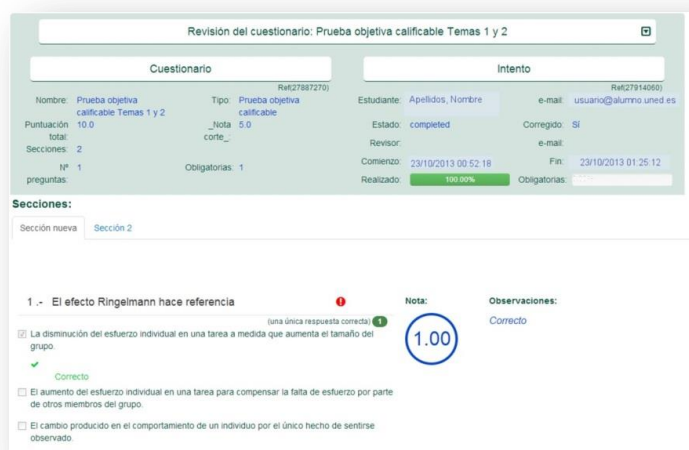 Revisión del cuestionario: Prueba objetiva calificable Temas 1 y 2
Cuestionario
Ref(27887270)
Nombre: Prueba objetiva calificable Temas 1 y 2
Tipo: Prueba objetiva calificable
Puntuación total: 10.0
_Nota corte_: 5.0
Secciones: 2
Nº preguntas: 1
Obligatorias: 1
Intento
Ref(27914060)
Estudiante: Apellidos, Nombre
e-mail: usuario@alumno.uned.es
Estado: completed
Corregido: Sí
Revisor:
e-mail:
Comienzo: 23/10/2013 00:52:18
Fin: 23/10/2013 01:25:12
Realizado: 100.00%
Obligatorias:
Secciones:
Sección nueva
Sección 2
1 .- El efecto Ringelmann hace referencia
(una única respuesta correcta) 1
La disminución del esfuerzo individual en una tarea a medida que aumenta el tamaño del
grupo.
Correcto
El aumento del esfuerzo individual en una tarea para compensar la falta de esfuerzo por parte
de otros miembros del grupo.
El cambio producido en el comportamiento de un individuo por el único hecho de sentirse
observado.
Nota:
1.00
Observaciones:
Correcto